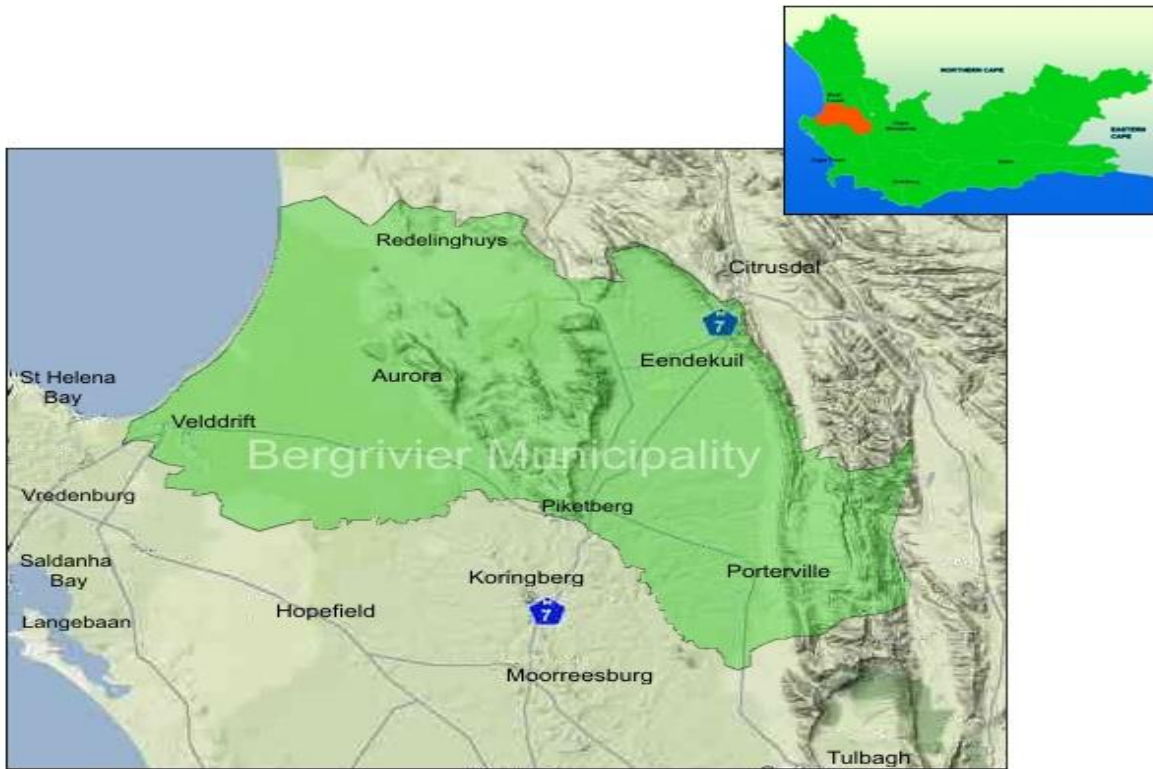 NORTHERN CAPE
EASTERN
CAPE
Redelinghuys
Citrusdal
7
Eendekuil
St Helena
Bay
Aurora
Velddrift
Bergrivier Municipality
Vredenburg
Piketberg
Saldanha
Bay
Koringberg
Porterville
Langebaan
Hopefield
7
Moorreesburg
Tulbagh